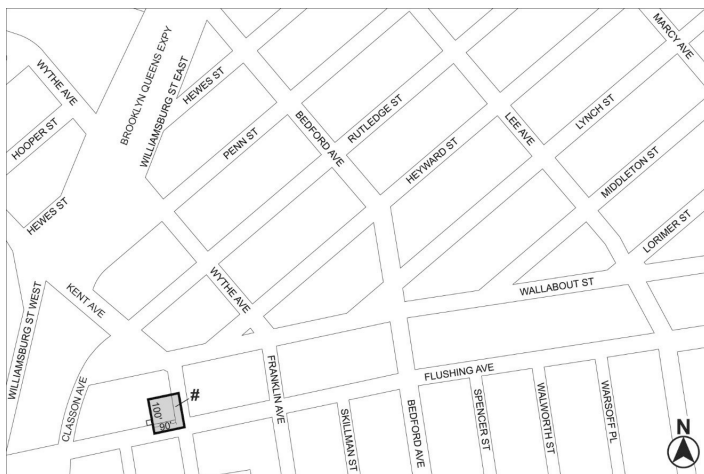 MARCY AVE
WYTHE AVE
BROOKLYN QUEENS EXPY
WILLIAMSBURG ST EAST
HEWES ST
HOOPER ST
PENN ST
BEDFORD AVE
RUTLEDGE ST
LEE AVE
LYNCH ST
HEYWARD ST
MIDDLETON ST
HEWES ST
LORIMER ST
WILLIAMSBURG ST WEST
KENT AVE
WYTHE AVE
WALLABOUT ST
CLASSON AVE
FRANKLIN AVE
FLUSHING AVE
#
100'
90'
SKILLMAN ST
BEDFORD AVE
SPENCER ST
WALWORTH ST
WARSOFF PL
N